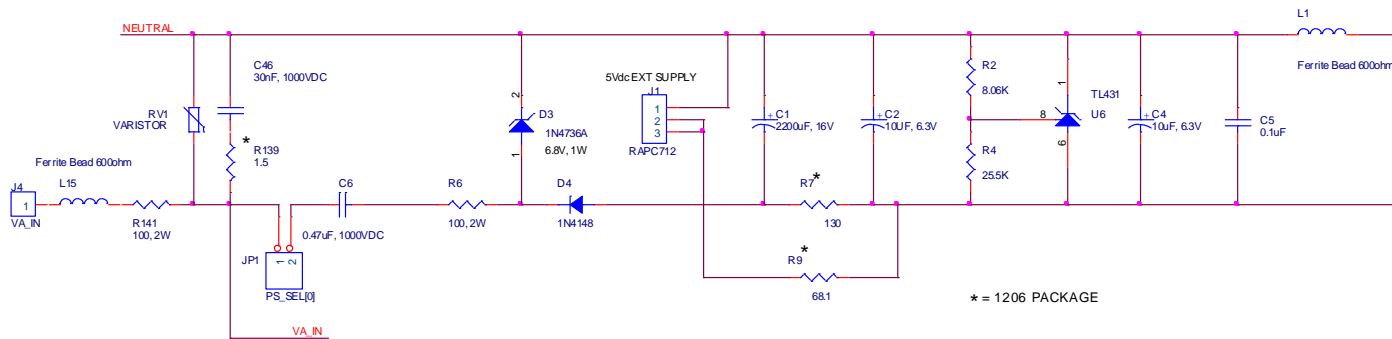 NEUTRAL
L1
Ferrite Bead 600ohm
C46
30nF, 1000VDC
5Vdc EXT SUPPLY
J1
1
2
3
RAPC712
R2
8.06K
1
TL431
U6
8
6
RV1
VARISTOR
2
D3
1N4736A
6.8V, 1W
1
+
C1
2200uF, 16V
+
C2
10UF, 6.3V
+
C4
10uF, 6.3V
C5
0.1uF
*
R139
1.5
R4
25.5K
Ferrite Bead 600ohm
J4
1
VA_IN
L15
R141
100, 2W
C6
0.47uF, 1000VDC
R6
100, 2W
D4
1N4148
R7
*
130
JP1
1
2
PS_SEL[0]
R9
*
68.1
* = 1206 PACKAGE
VA_IN